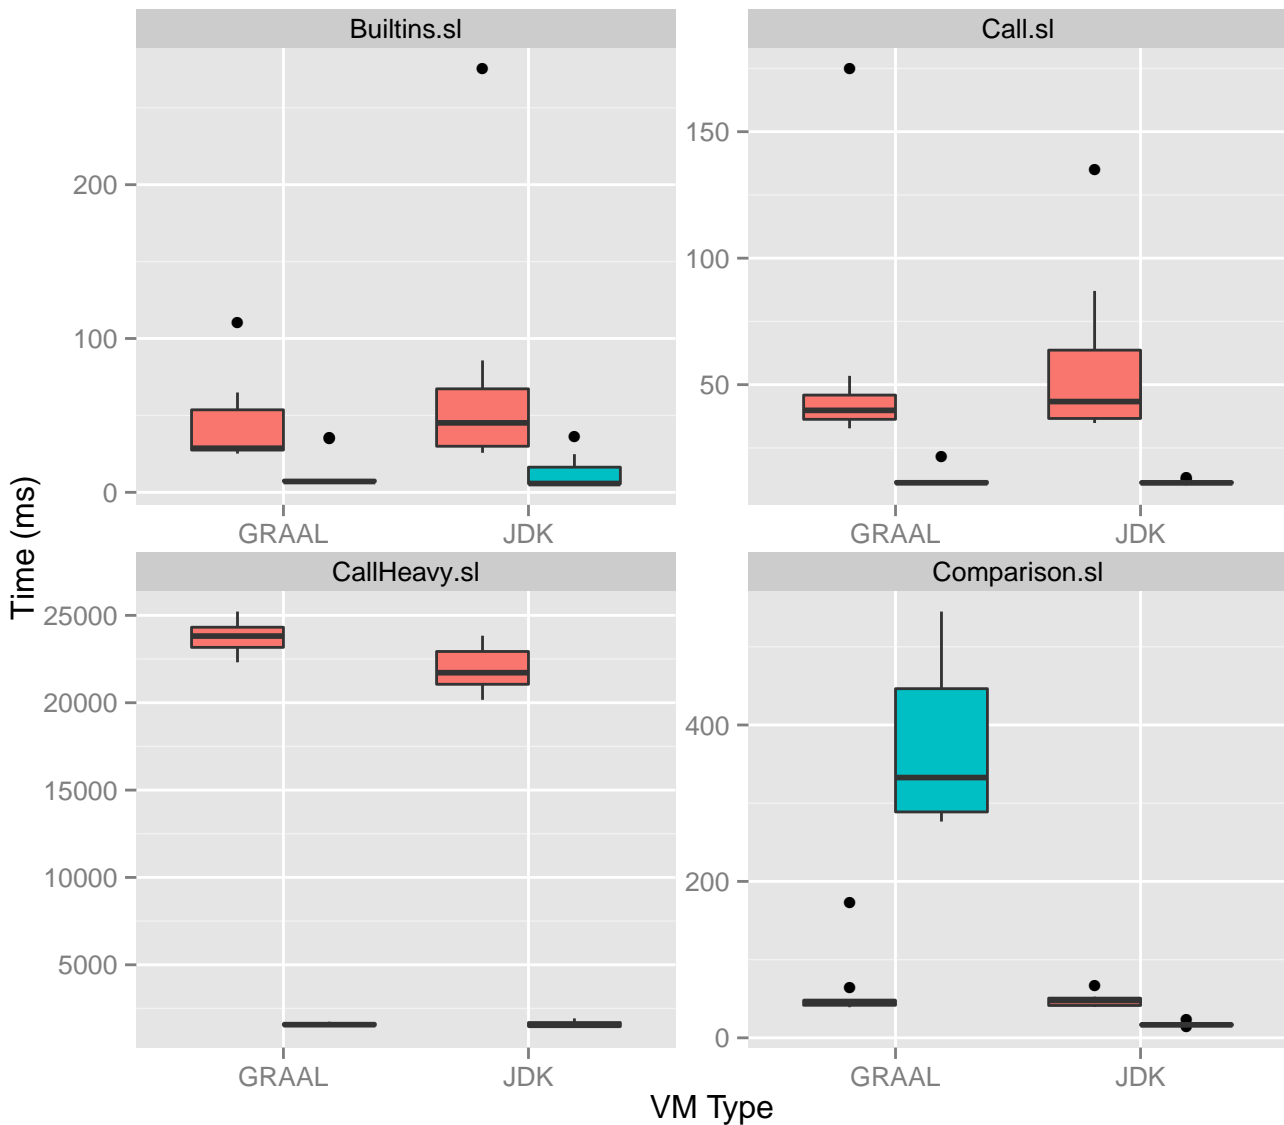 Builtins.sl
Call.sl
200
100
0
150
100
50
GRAAL
JDK
GRAAL
JDK
Time (ms)
CallHeavy.sl
Comparison.sl
25000
20000
15000
10000
5000
400
200
0
GRAAL
JDK
GRAAL
JDK
VM Type